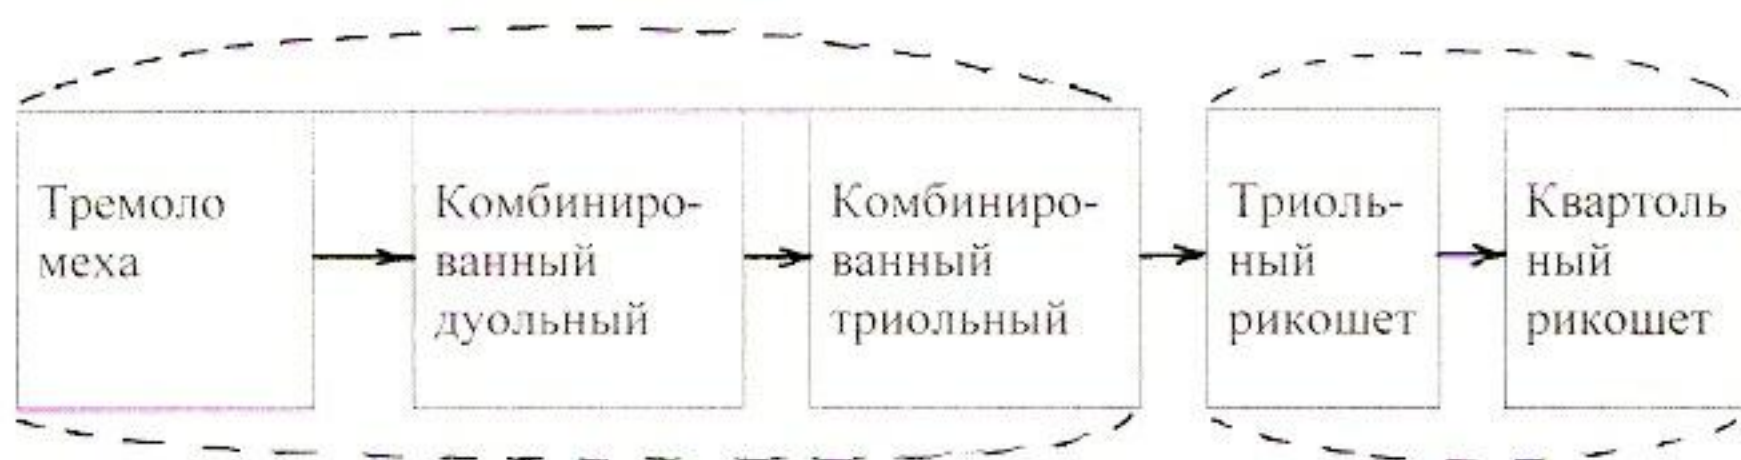 Тремоло
меха
Комбиниро-
ванный
дуольный
Комбиниро-
ванный
триольный
Триоль-
ный
рикошет
Квартоль
ный
рикошет